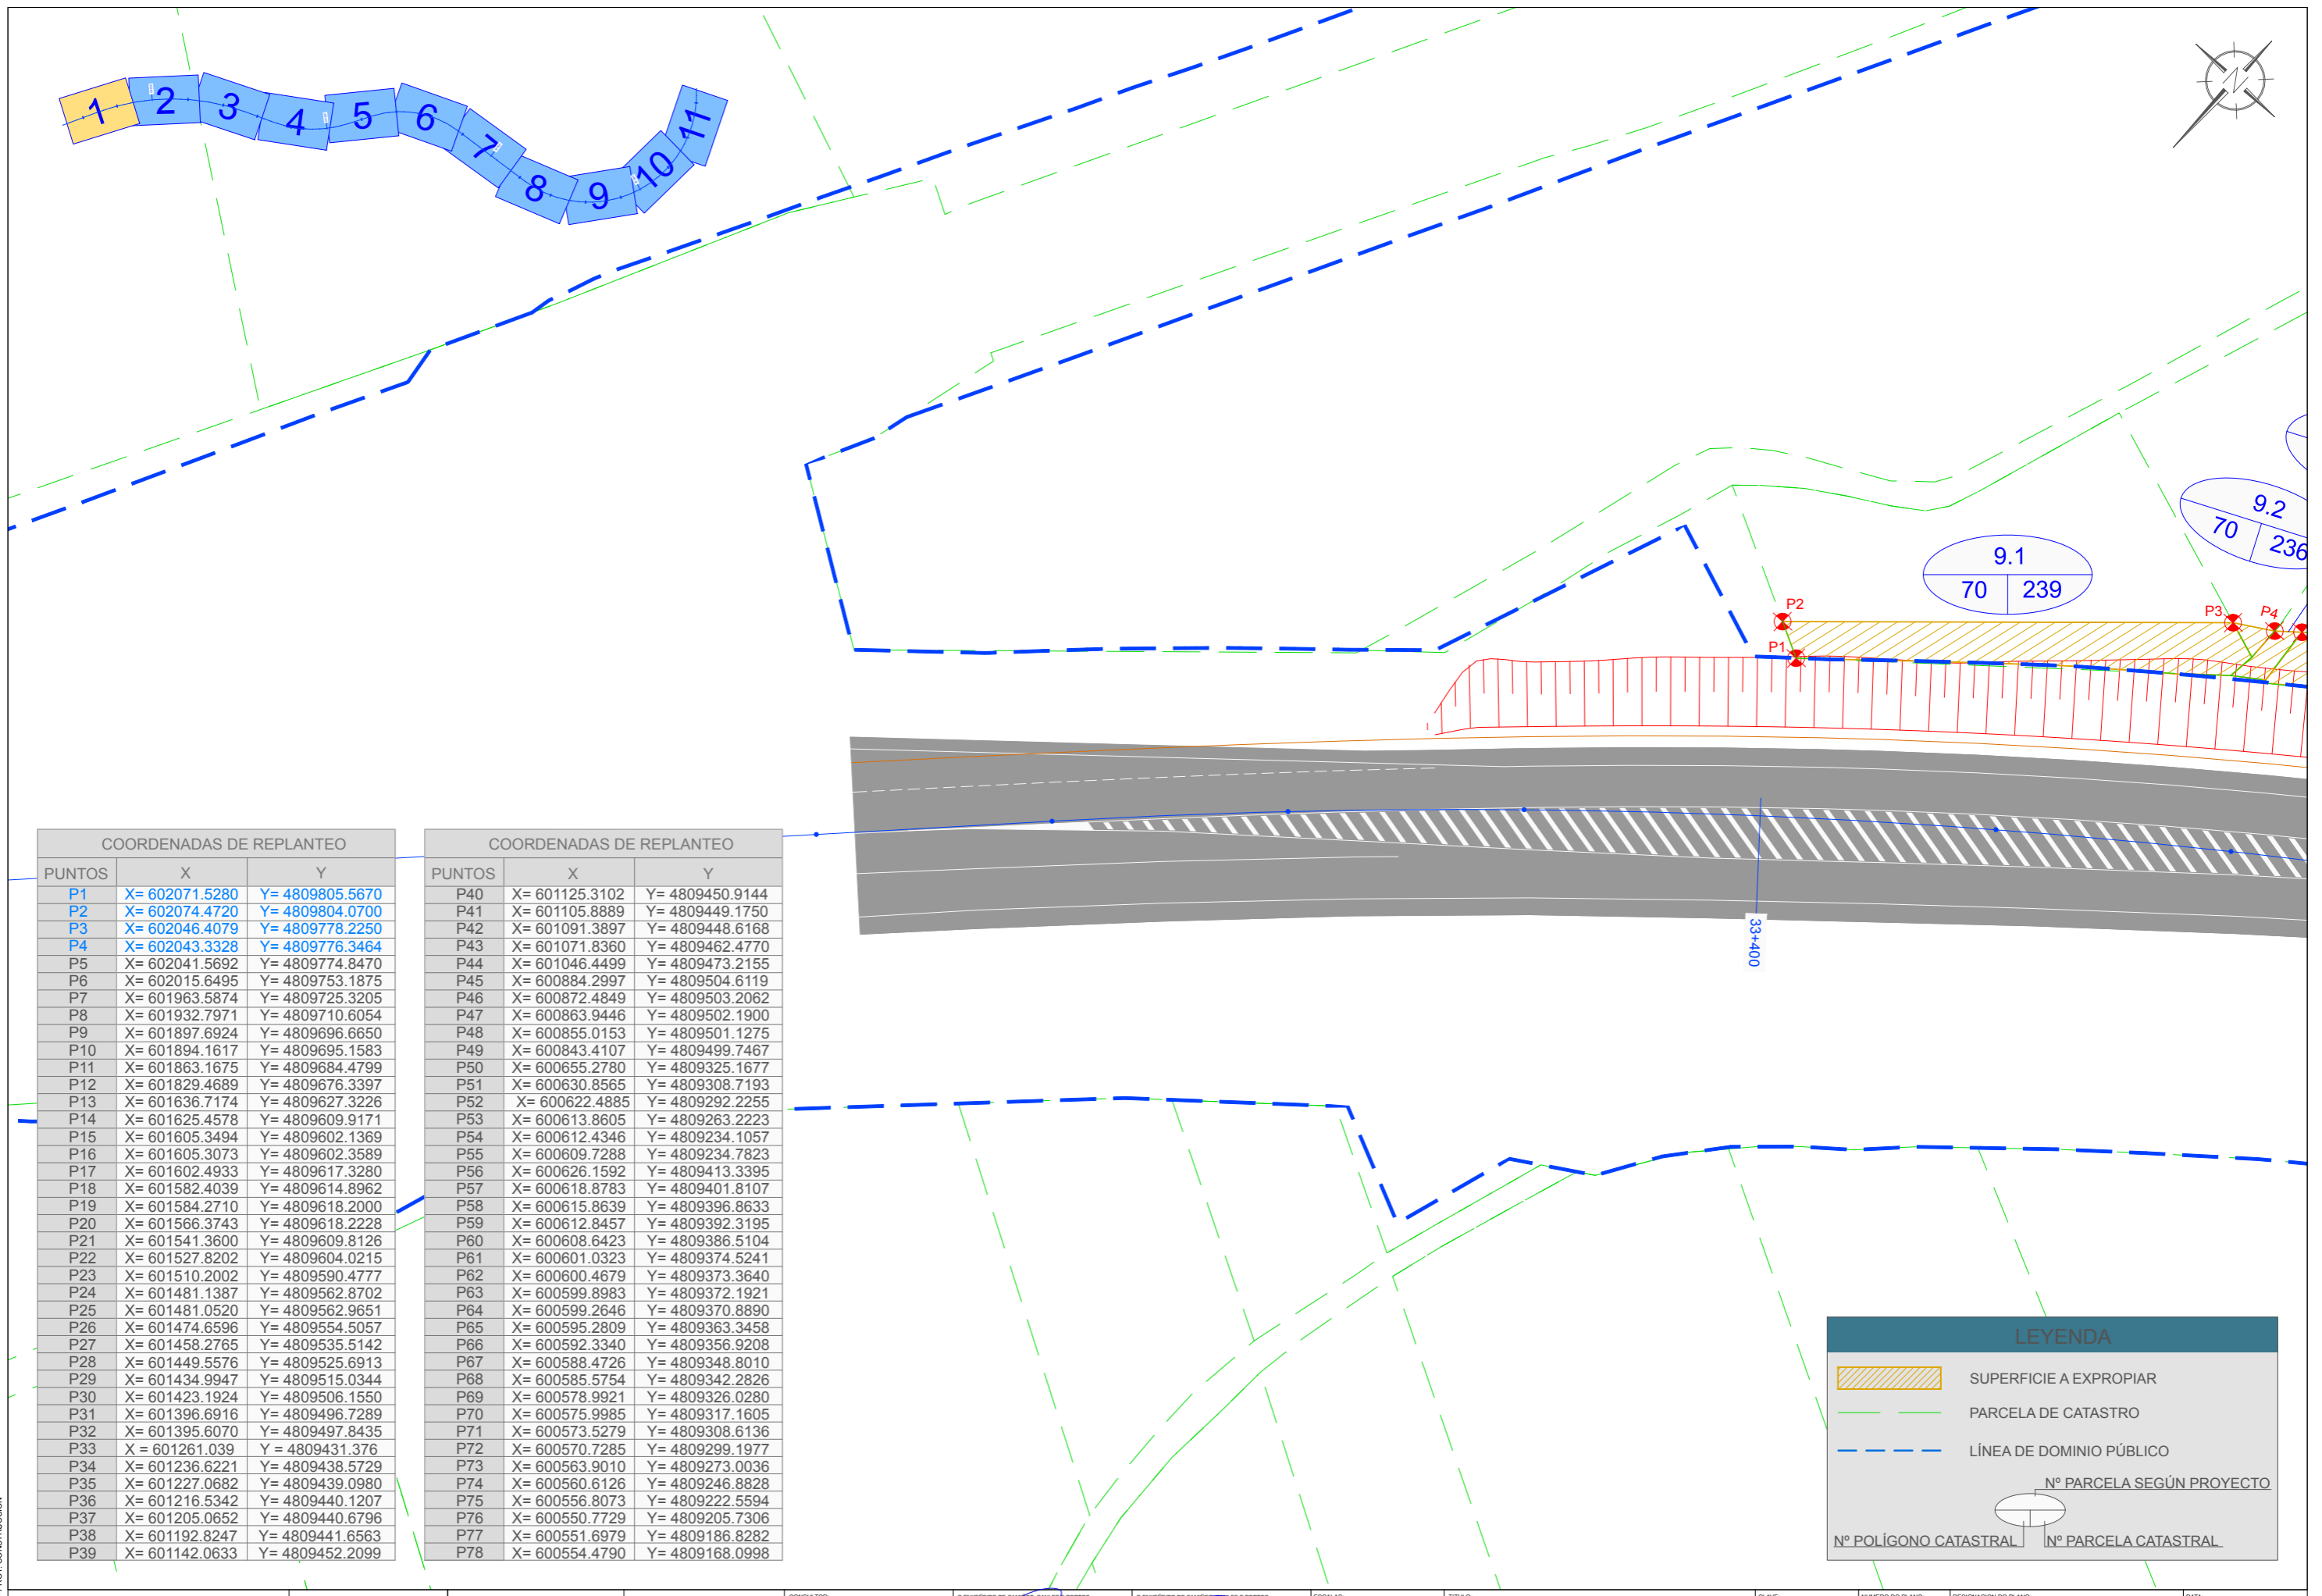 1
2
3
4
5
6
7
8
9
10
11
N
9.2
70 236
9.1
70 239
P2
P1
P3
P4
33+400
COORDENADAS DE REPLANTEO
PUNTOS X Y
P1 X= 602071.5280 Y= 4809805.5670
P2 X= 602074.4720 Y= 4809804.0700
P3 X= 602046.4079 Y= 4809778.2250
P4 X= 602043.3328 Y= 4809776.3464
P5 X= 602041.5692 Y= 4809774.8470
P6 X= 602015.6495 Y= 4809753.1875
P7 X= 601963.5874 Y= 4809725.3205
P8 X= 601932.7971 Y= 4809710.6054
P9 X= 601897.6924 Y= 4809696.6650
P10 X= 601894.1617 Y= 4809695.1583
P11 X= 601863.1675 Y= 4809684.4799
P12 X= 601829.4689 Y= 4809676.3397
P13 X= 601636.7174 Y= 4809627.3226
P14 X= 601625.4578 Y= 4809609.9171
P15 X= 601605.3494 Y= 4809602.1369
P16 X= 601605.3073 Y= 4809602.3589
P17 X= 601602.4933 Y= 4809617.3280
P18 X= 601582.4039 Y= 4809614.8962
P19 X= 601584.2710 Y= 4809618.2000
P20 X= 601566.3743 Y= 4809618.2228
P21 X= 601541.3600 Y= 4809609.8126
P22 X= 601527.8202 Y= 4809604.0215
P23 X= 601510.2002 Y= 4809590.4777
P24 X= 601481.1387 Y= 4809562.8702
P25 X= 601481.0520 Y= 4809562.9651
P26 X= 601474.6596 Y= 4809554.5057
P27 X= 601458.2765 Y= 4809535.5142
P28 X= 601449.5576 Y= 4809525.6913
P29 X= 601434.9947 Y= 4809515.0344
P30 X= 601423.1924 Y= 4809506.1550
P31 X= 601396.6916 Y= 4809496.7289
P32 X= 601395.6070 Y= 4809497.8435
P33 X = 601261.039 Y = 4809431.376
P34 X= 601236.6221 Y= 4809438.5729
P35 X= 601227.0682 Y= 4809439.0980
P36 X= 601216.5342 Y= 4809440.1207
P37 X= 601205.0652 Y= 4809440.6796
P38 X= 601192.8247 Y= 4809441.6563
P39 X= 601142.0633 Y= 4809452.2099
COORDENADAS DE REPLANTEO
PUNTOS X Y
P40 X= 601125.3102 Y= 4809450.9144
P41 X= 601105.8889 Y= 4809449.1750
P42 X= 601091.3897 Y= 4809448.6168
P43 X= 601071.8360 Y= 4809462.4770
P44 X= 601046.4499 Y= 4809473.2155
P45 X= 600884.2997 Y= 4809504.6119
P46 X= 600872.4849 Y= 4809503.2062
P47 X= 600863.9446 Y= 4809502.1900
P48 X= 600855.0153 Y= 4809501.1275
P49 X= 600843.4107 Y= 4809499.7467
P50 X= 600655.2780 Y= 4809325.1677
P51 X= 600630.8565 Y= 4809308.7193
P52 X= 600622.4885 Y= 4809292.2255
P53 X= 600613.8605 Y= 4809263.2223
P54 X= 600612.4346 Y= 4809234.1057
P55 X= 600609.7288 Y= 4809234.7823
P56 X= 600626.1592 Y= 4809413.3395
P57 X= 600618.8783 Y= 4809401.8107
P58 X= 600615.8639 Y= 4809396.8633
P59 X= 600612.8457 Y= 4809392.3195
P60 X= 600608.6423 Y= 4809386.5104
P61 X= 600601.0323 Y= 4809374.5241
P62 X= 600600.4679 Y= 4809373.3640
P63 X= 600599.8983 Y= 4809372.1921
P64 X= 600599.2646 Y= 4809370.8890
P65 X= 600595.2809 Y= 4809363.3458
P66 X= 600592.3340 Y= 4809356.9208
P67 X= 600588.4726 Y= 4809348.8010
P68 X= 600585.5754 Y= 4809342.2826
P69 X= 600578.9921 Y= 4809326.0280
P70 X= 600575.9985 Y= 4809317.1605
P71 X= 600573.5279 Y= 4809308.6136
P72 X= 600570.7285 Y= 4809299.1977
P73 X= 600563.9010 Y= 4809273.0036
P74 X= 600560.6126 Y= 4809246.8828
P75 X= 600556.8073 Y= 4809222.5594
P76 X= 600550.7729 Y= 4809205.7306
P77 X= 600551.6979 Y= 4809186.8282
P78 X= 600554.4790 Y= 4809168.0998
LEYENDA
SUPERFICIE A EXPROPIAR
PARCELA DE CATASTRO
LÍNEA DE DOMINIO PÚBLICO
Nº PARCELA SEGÚN PROYECTO
Nº POLÍGONO CATASTRAL
Nº PARCELA CATASTRAL